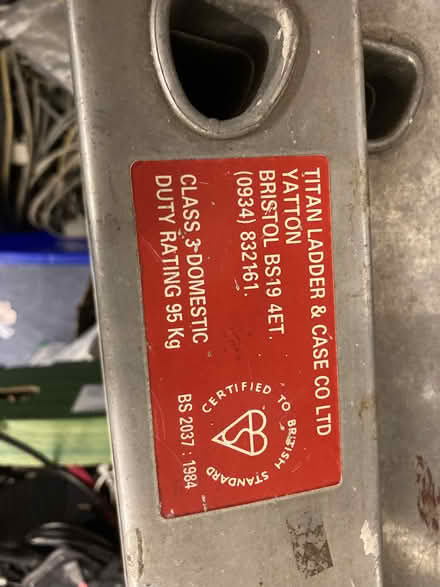 TITAN LADDER & CASE CO LTD
YATTON
BRISTOL BS19 4ET.
(0934) 832161.
CLASS 3-DOMESTIC
DUTY RATING 95 Kg
CERTIFIED TO BRITISH STANDARD
BS 2037 : 1984